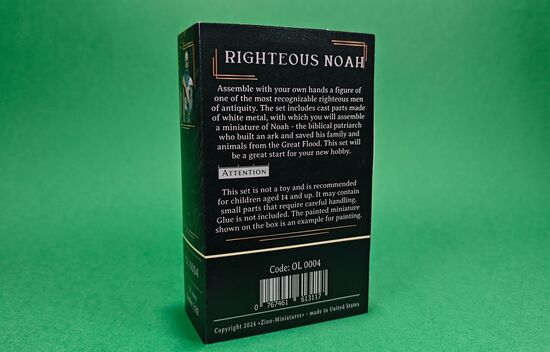 RIGHTEOUS NOAH
Assemble with your own hands a figure of
one of the most recognizable righteous men
of antiquity. The set includes cast parts made
of white metal, with which you will assemble
a miniature of Noah - the biblical patriarch
who built an ark and saved his family and
animals from the Great Flood. This set will
be a great start for your new hobby.
ATTENTION
This set is not a toy and is recommended
for children aged 14 and up. It may contain
small parts that require careful handling.
Glue is not included. The painted miniature
shown on the box is an example for painting.
OL 0004
Code: OL 0004
0 767461 613117
Copyright 2024 «Zion-Miniatures» - made in United States